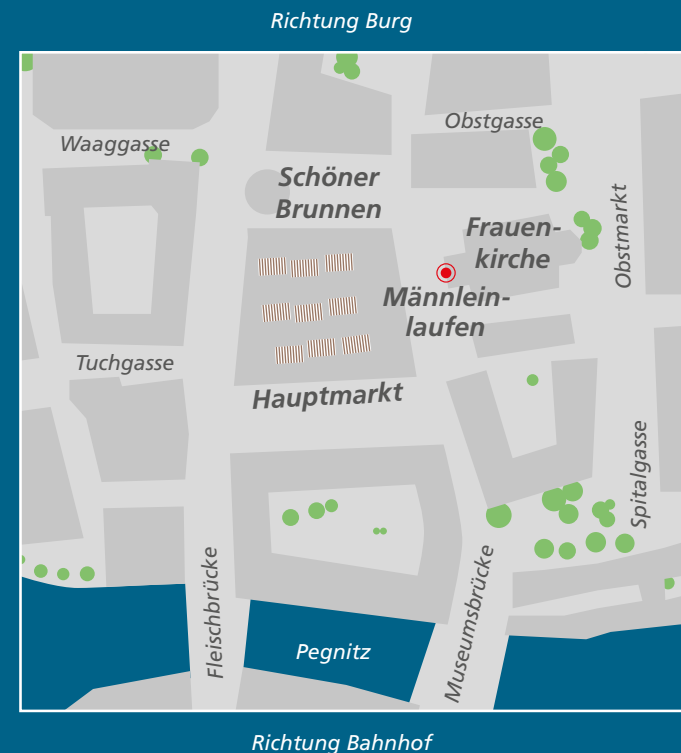 Richtung Burg
Obstgasse
Waaggasse
Schöner
Brunnen
Obstmarkt
Frauen-
kirche
Männlein-
laufen
Tuchgasse
Hauptmarkt
Spitalgasse
Fleischbrücke
Museumsbrücke
Pegnitz
Richtung Bahnhof